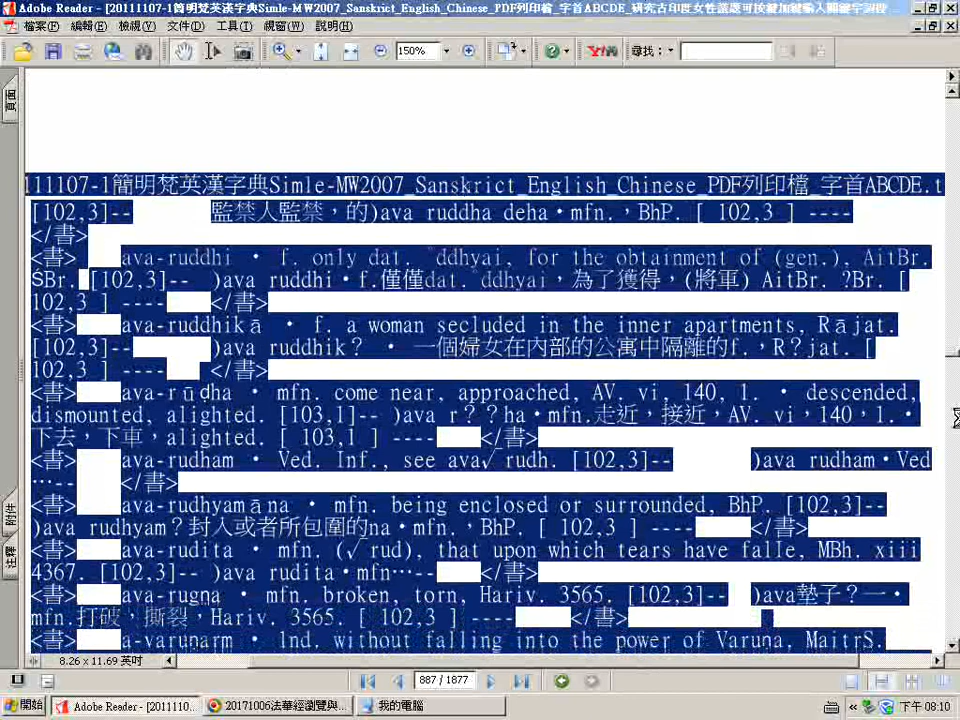 Adobe Reader - [20111107-1簡明梵英漢字典Simle-MW2007_Sanskrict_English_Chinese_PDF列印檔_字首ABCDE_研究古印度女性議題可按
檔案(F) 編輯(E) 檢視(V) 文件(D) 工具(T) 視窗(W) 說明(H)
150% Y! 尋找：
頁面
111107-1簡明梵英漢字典Simle-MW2007_Sanskrict_English_Chinese_PDF列印檔_字首ABCDE.t
[102,3]-- 監禁人監禁，的)ava ruddha deha‧mfn.，BhP. [ 102,3 ] ----
</書>
<書> ava-ruddhi ‧ f. only dat. °ddhyai, for the obtainment of (gen.), AitBr.
ŚBr. [102,3]-- )ava ruddhi‧f.僅僅dat. °ddhyai，為了獲得，(將軍) AitBr. ?Br. [
102,3 ] ---- </書>
<書> ava-ruddhikā ‧ f. a woman secluded in the inner apartments, Rājat.
[102,3]-- )ava ruddhik？ ‧ 一個婦女在內部的公寓中隔離的f.，R？jat. [
102,3 ] ---- </書>
<書> ava-rūḍha ‧ mfn. come near, approached, AV. vi, 140, 1. ‧ descended,
dismounted, alighted. [103,1]-- )ava r？？ha‧mfn.走近，接近，AV. vi，140，1.‧
下去，下車，alighted. [ 103,1 ] ---- </書>
<書> ava-rudham ‧ Ved. Inf., see ava√ rudh. [102,3]-- )ava rudham‧Ved
…-- </書>
<書> ava-rudhyamāna ‧ mfn. being enclosed or surrounded, BhP. [102,3]--
)ava rudhyam？封入或者所包圍的na‧mfn.，BhP. [ 102,3 ] ---- </書>
<書> ava-rudita ‧ mfn. (√ rud), that upon which tears have falle, MBh. xiii
4367. [102,3]-- )ava rudita‧mfn…-- </書>
<書> ava-rugṇa ‧ mfn. broken, torn, Hariv. 3565. [102,3]-- )ava墊子？一‧
mfn.打破，撕裂，Hariv. 3565. [ 102,3 ] ---- </書>
<書> a-varuṇarm ‧ lnd. without falling into the power of Varuṇa, MaitrS.
附件
注釋
8.26 x 11.69 英吋
887 / 1877
開始 Adobe Reader - [2011110... 20171006法華經瀏覽與... 我的電腦 下午 08:10